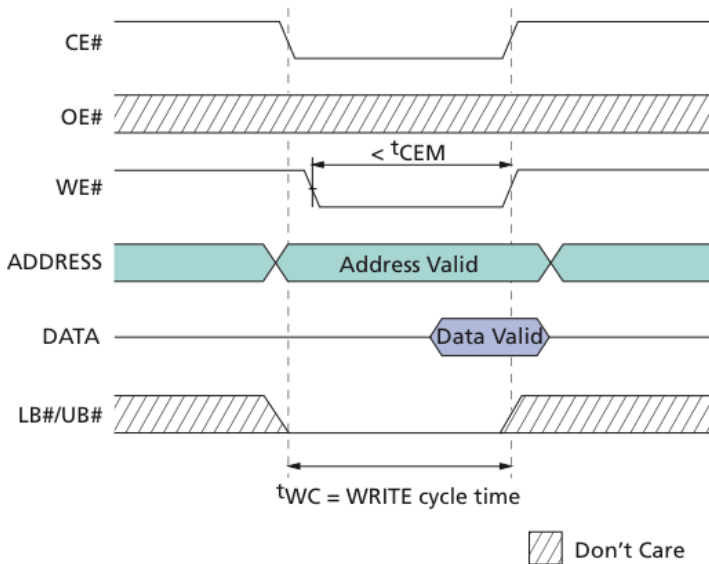 CE#
OE#
< tCEM
WE#
ADDRESS Address Valid
DATA Data Valid
LB#/UB#
tWC = WRITE cycle time
Don't Care